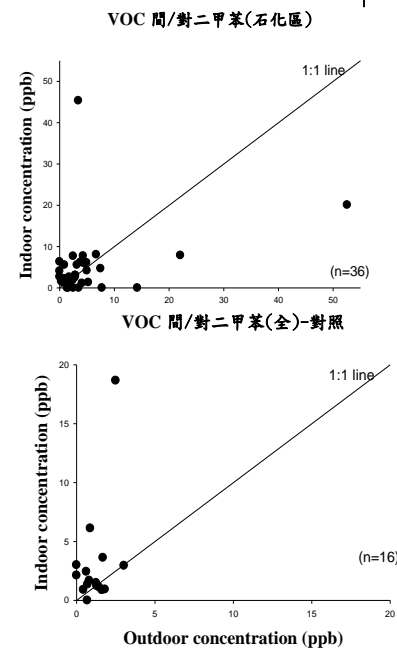 VOC 間/對二甲苯(石化區)
Indoor concentration (ppb)
50
40
30
20
10
0
1:1 line
(n=36)
0 10 20 30 40 50
VOC 間/對二甲苯(全)-對照
Indoor concentration (ppb)
20
15
10
5
0
1:1 line
(n=16)
0 5 10 15 20
Outdoor concentration (ppb)